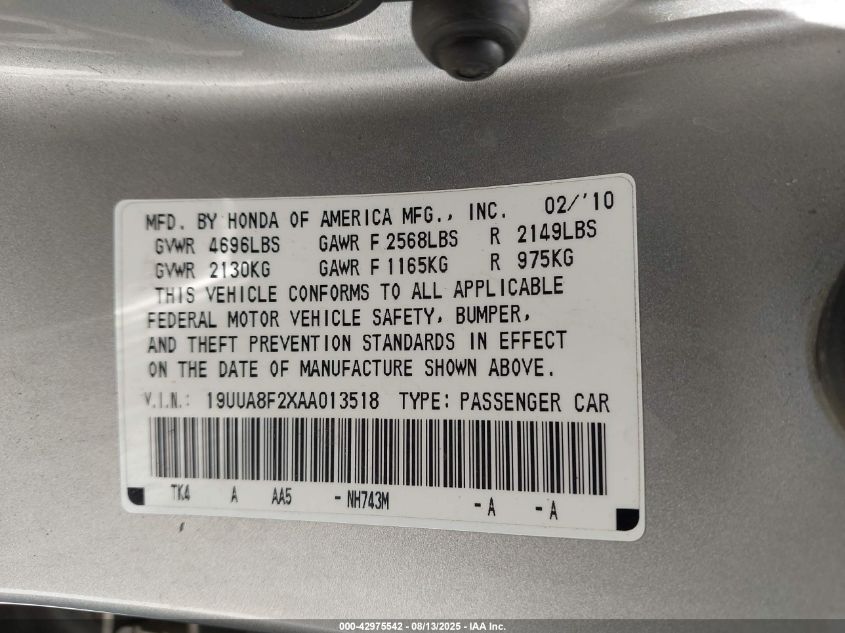 MFD. BY HONDA OF AMERICA MFG., INC. 02/'10
GVWR 4696LBS GAWR F 2568LBS R 2149LBS
GVWR 2130KG GAWR F 1165KG R 975KG
THIS VEHICLE CONFORMS TO ALL APPLICABLE
FEDERAL MOTOR VEHICLE SAFETY, BUMPER,
AND THEFT PREVENTION STANDARDS IN EFFECT
ON THE DATE OF MANUFACTURE SHOWN ABOVE.
V.I.N.: 19UUA8F2XAA013518 TYPE: PASSENGER CAR
TK4 A AA5 -NH743M -A -A
000-42975542 - 08/13/2025 - IAA Inc.